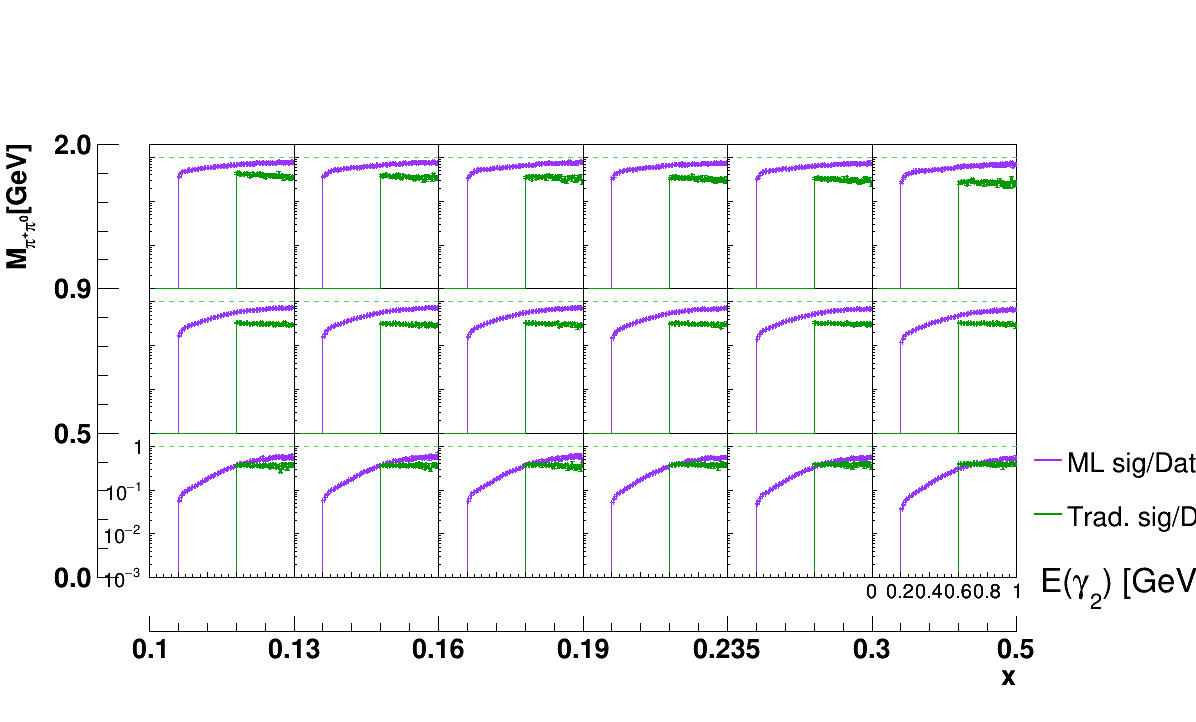 2.0
M_{π⁺π⁰}[GeV]
0.9
0.5
1
10⁻¹
ML sig/Dat
10⁻²
Trad. sig/D
0.0
10⁻³
0 0.20.40.60.8 1
E(γ₂) [GeV
0.1 0.13 0.16 0.19 0.235 0.3 0.5
x